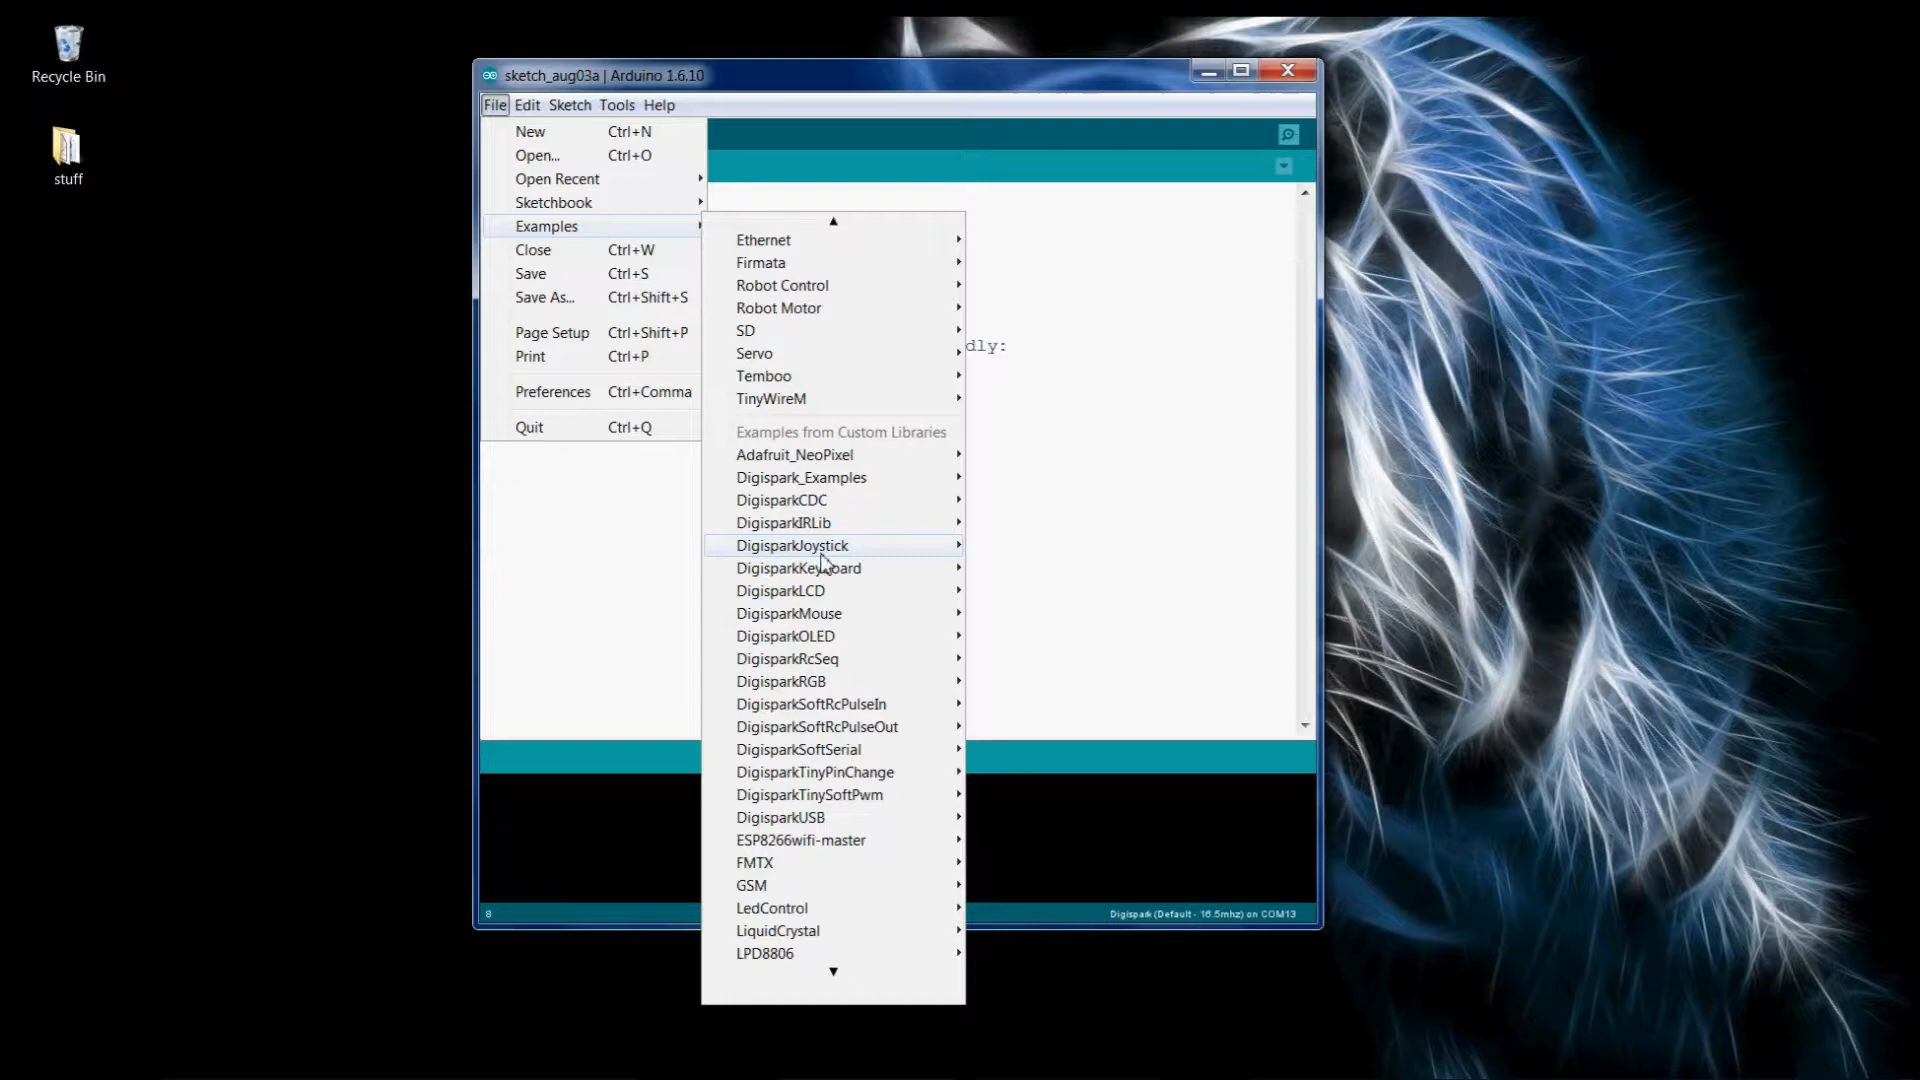 Recycle Bin
stuff
sketch_aug03a | Arduino 1.6.10
File Edit Sketch Tools Help
New Ctrl+N
Open... Ctrl+O
Open Recent
Sketchbook
Examples
Close Ctrl+W
Save Ctrl+S
Save As... Ctrl+Shift+S
Page Setup Ctrl+Shift+P
Print Ctrl+P
Preferences Ctrl+Comma
Quit Ctrl+Q
Ethernet
Firmata
Robot Control
Robot Motor
SD
Servo
Temboo
TinyWireM
Examples from Custom Libraries
Adafruit_NeoPixel
Digispark_Examples
DigisparkCDC
DigisparkIRLib
DigisparkJoystick
DigisparkKeyboard
DigisparkLCD
DigisparkMouse
DigisparkOLED
DigisparkRcSeq
DigisparkRGB
DigisparkSoftRcPulseIn
DigisparkSoftRcPulseOut
DigisparkSoftSerial
DigisparkTinyPinChange
DigisparkTinySoftPwm
DigisparkUSB
ESP8266wifi-master
FMTX
GSM
LedControl
LiquidCrystal
LPD8806
dly:
8
Digispark (Default - 16.5mhz) on COM13